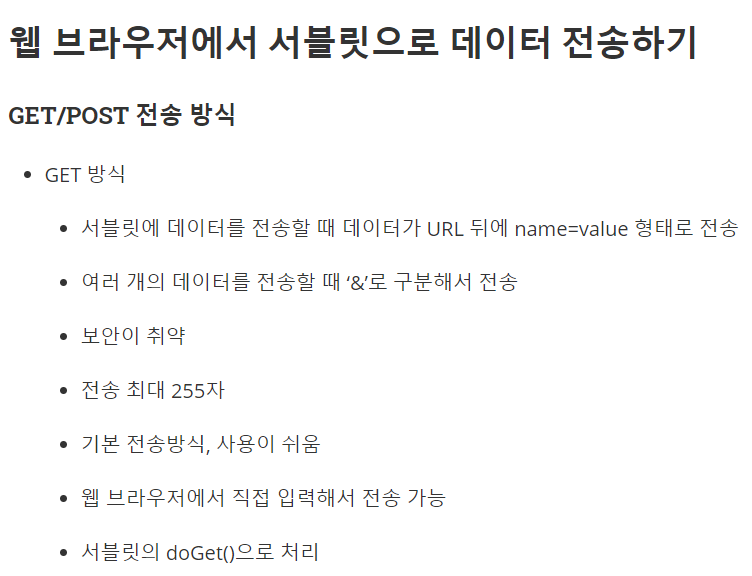 웹 브라우저에서 서블릿으로 데이터 전송하기
GET/POST 전송 방식
GET 방식
서블릿에 데이터를 전송할 때 데이터가 URL 뒤에 name=value 형태로 전송
여러 개의 데이터를 전송할 때 ‘&’로 구분해서 전송
보안이 취약
전송 최대 255자
기본 전송방식, 사용이 쉬움
웹 브라우저에서 직접 입력해서 전송 가능
서블릿의 doGet()으로 처리